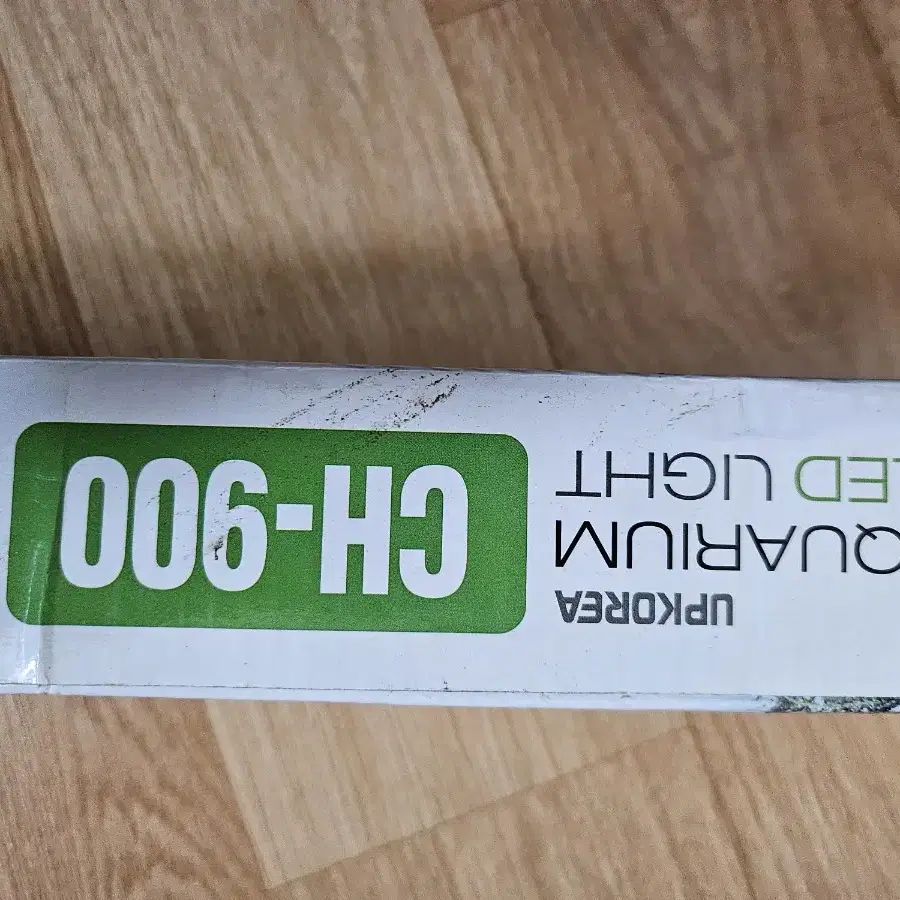 UPKOREA
QUARIUM
LED LIGHT
CH-900